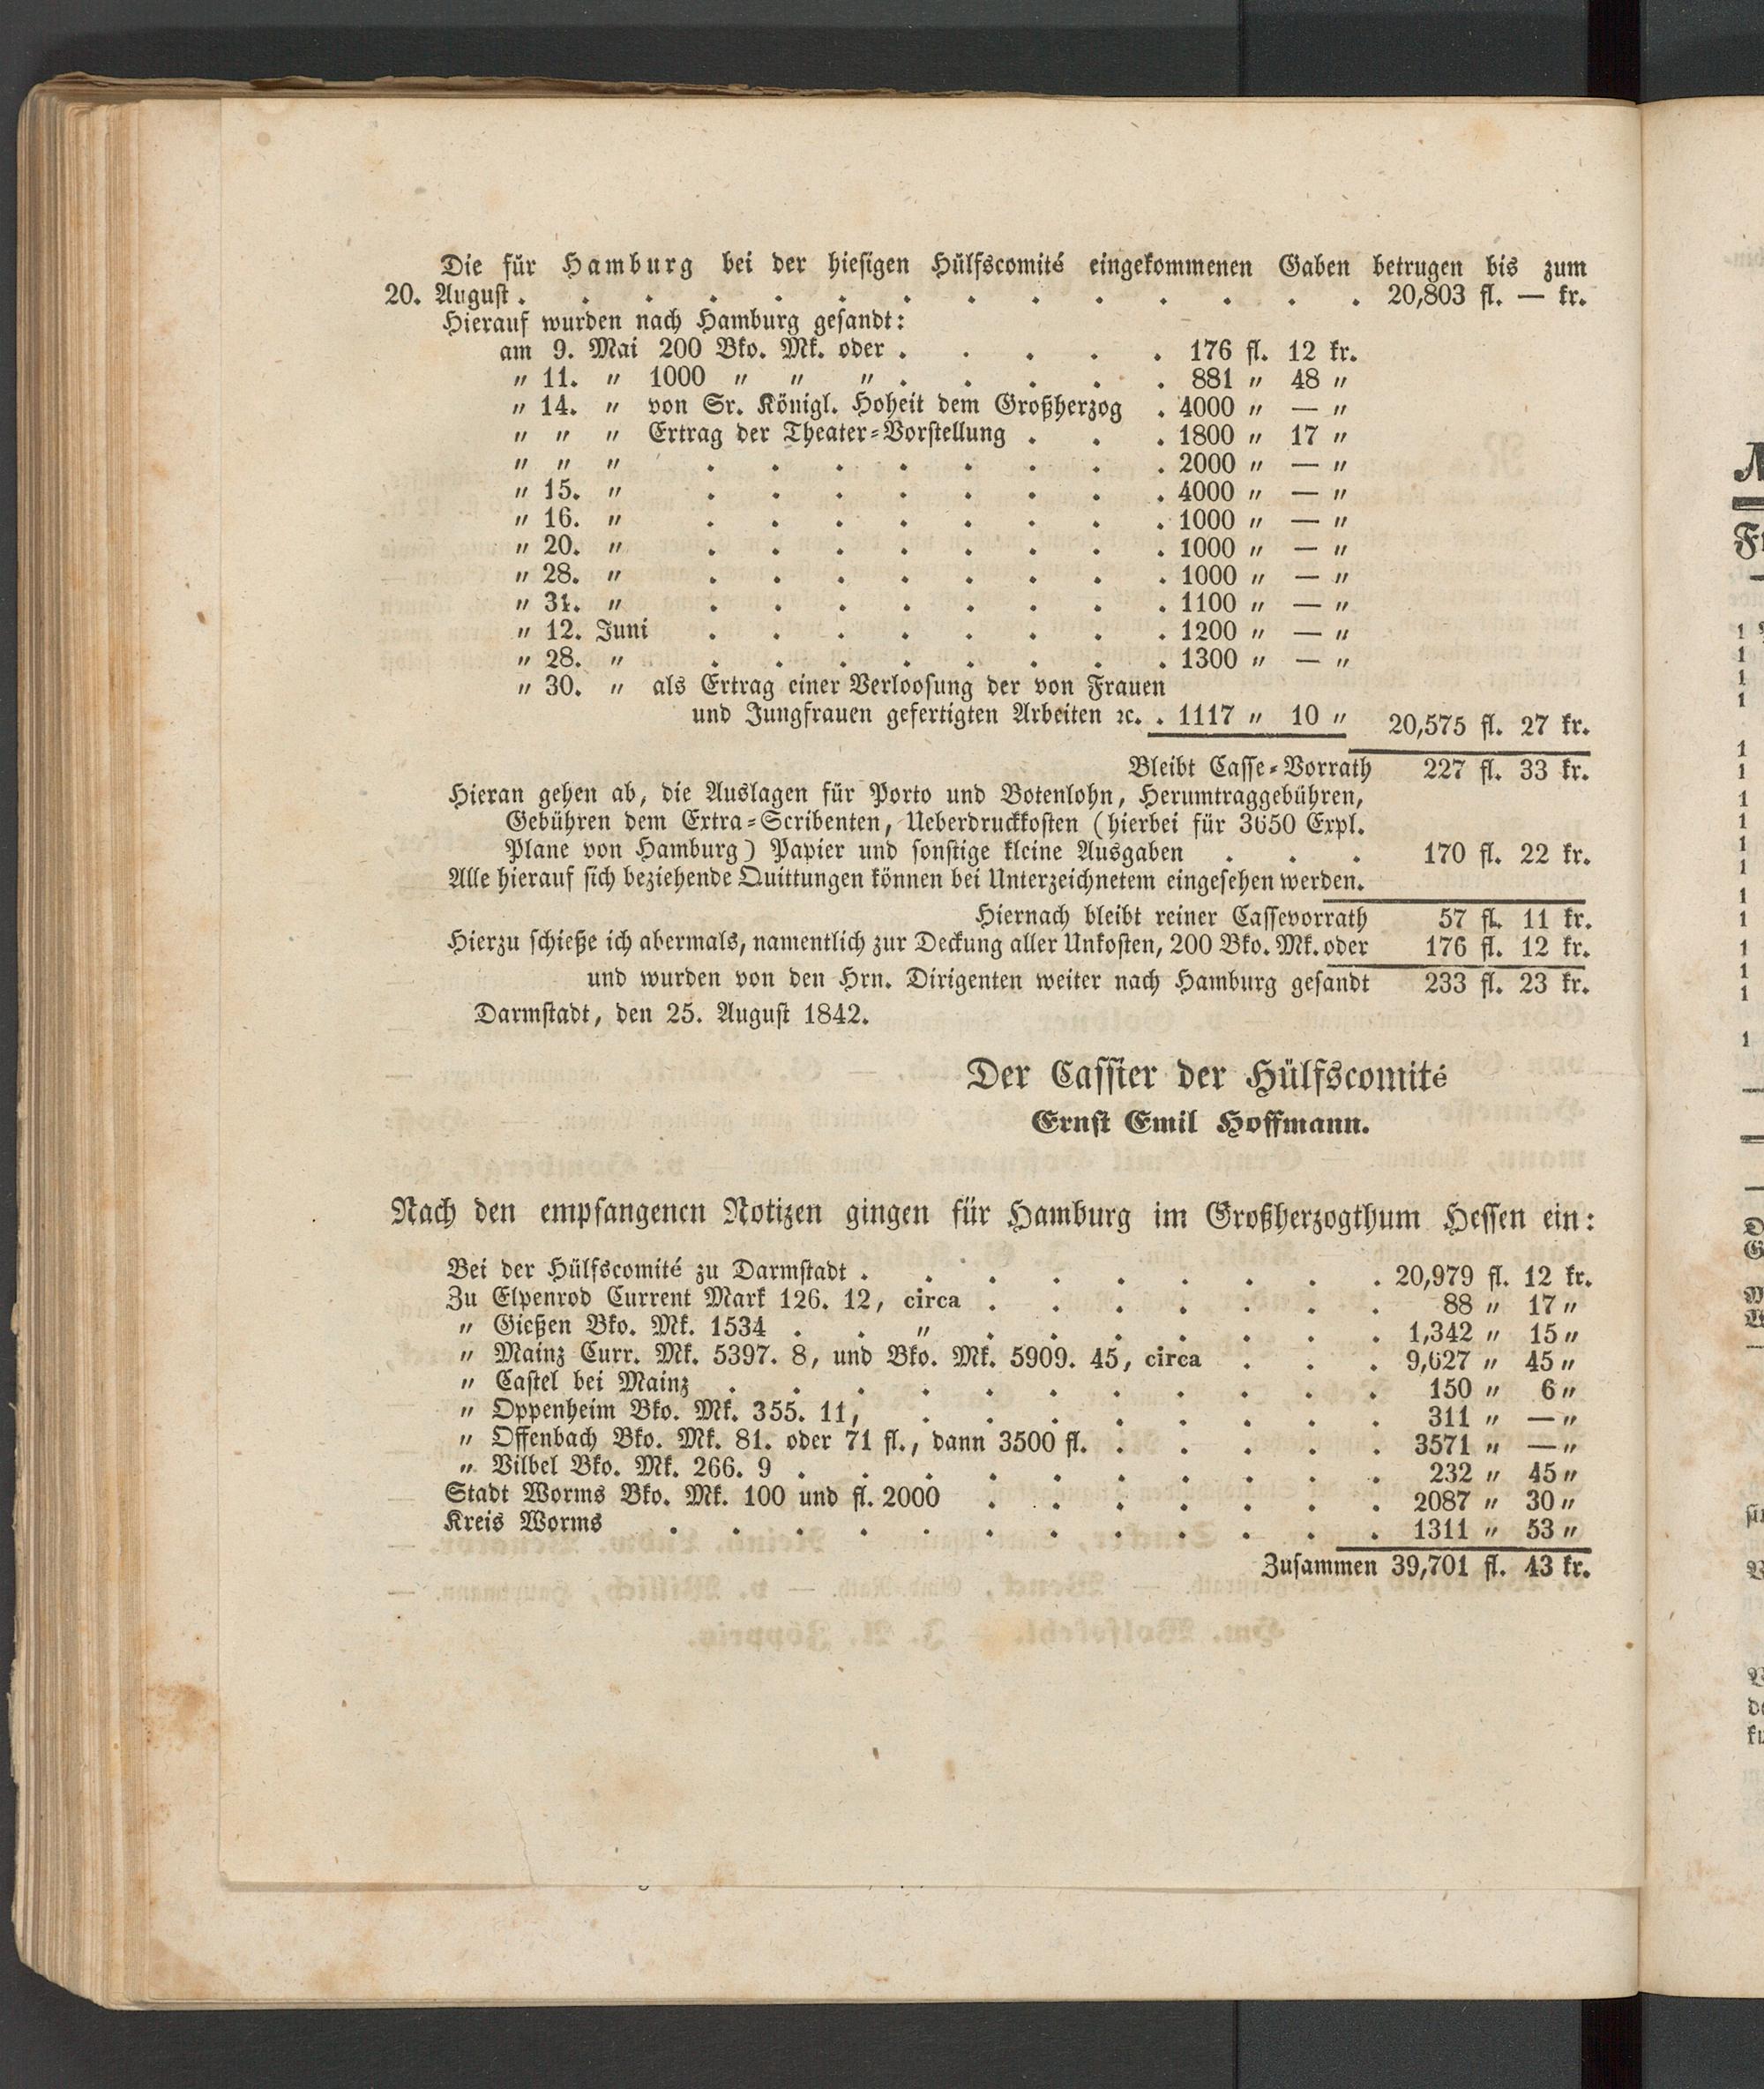 Die für Hamburg bei der hiesigen Hülfscomité eingekommenen Gaben betrugen bis zum
20. August . . . . . . . . . . . . . . 20,803 fl. — kr.
Hierauf wurden nach Hamburg gesandt:
am 9. Mai 200 Bko. Mk. oder . . . . . 176 fl. 12 kr.
" 11. " 1000 " " " . . . . . 881 " 48 "
" 14. " von Sr. Königl. Hoheit dem Großherzog . 4000 " — "
" " " Ertrag der Theater=Vorstellung . . . 1800 " 17 "
" " " . . . . . . . . 2000 " — "
" 15. " . . . . . . . . 4000 " — "
" 16. " . . . . . . . . 1000 " — "
" 20. " . . . . . . . . 1000 " — "
" 28. " . . . . . . . . 1000 " — "
" 31. " . . . . . . . . 1100 " — "
" 12. Juni . . . . . . . . 1200 " — "
" 28. " . . . . . . . . 1300 " — "
" 30. " als Ertrag einer Verloosung der von Frauen
und Jungfrauen gefertigten Arbeiten ꝛc. . 1117 " 10 " 20,575 fl. 27 kr.
Bleibt Casse=Vorrath 227 fl. 33 kr.
Hieran gehen ab, die Auslagen für Porto und Botenlohn, Herumtraggebühren,
Gebühren dem Extra=Scribenten, Ueberdruckkosten (hierbei für 3650 Expl.
Plane von Hamburg) Papier und sonstige kleine Ausgaben . . . 170 fl. 22 kr.
Alle hierauf sich beziehende Quittungen können bei Unterzeichnetem eingesehen werden.
Hiernach bleibt reiner Cassevorrath 57 fl. 11 kr.
Hierzu schieße ich abermals, namentlich zur Deckung aller Unkosten, 200 Bko. Mk. oder 176 fl. 12 kr.
und wurden von den Hrn. Dirigenten weiter nach Hamburg gesandt 233 fl. 23 kr.
Darmstadt, den 25. August 1842.
Der Cassier der Hülfscomité
Ernst Emil Hoffmann.
Nach den empfangenen Notizen gingen für Hamburg im Großherzogthum Hessen ein:
Bei der Hülfscomité zu Darmstadt . . . . . . . . . 20,979 fl. 12 kr.
Zu Elpenrod Current Mark 126. 12, circa . . . . . . . 88 " 17 "
" Gießen Bko. Mk. 1534 . . " . . . . . . . 1,342 " 15 "
" Mainz Curr. Mk. 5397. 8, und Bko. Mk. 5909. 45, circa . . . 9,627 " 45 "
" Castel bei Mainz . . . . . . . . . . . 150 " 6 "
" Oppenheim Bko. Mk. 355. 11, . . . . . . . . 311 " — "
" Offenbach Bko. Mk. 81. oder 71 fl., dann 3500 fl. . . . . . 3571 " — "
" Vilbel Bko. Mk. 266. 9 . . . . . . . . . . 232 " 45 "
Stadt Worms Bko. Mk. 100 und fl. 2000 . . . . . . . 2087 " 30 "
Kreis Worms . . . . . . . . . . . . 1311 " 53 "
Zusammen 39,701 fl. 43 kr.